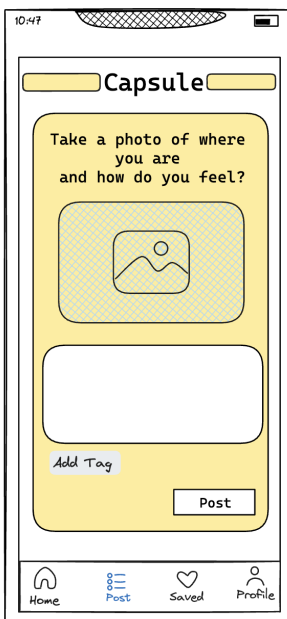 10:47
Capsule
Take a photo of where
you are
and how do you feel?
Add Tag
Post
Home Post Saved Profile